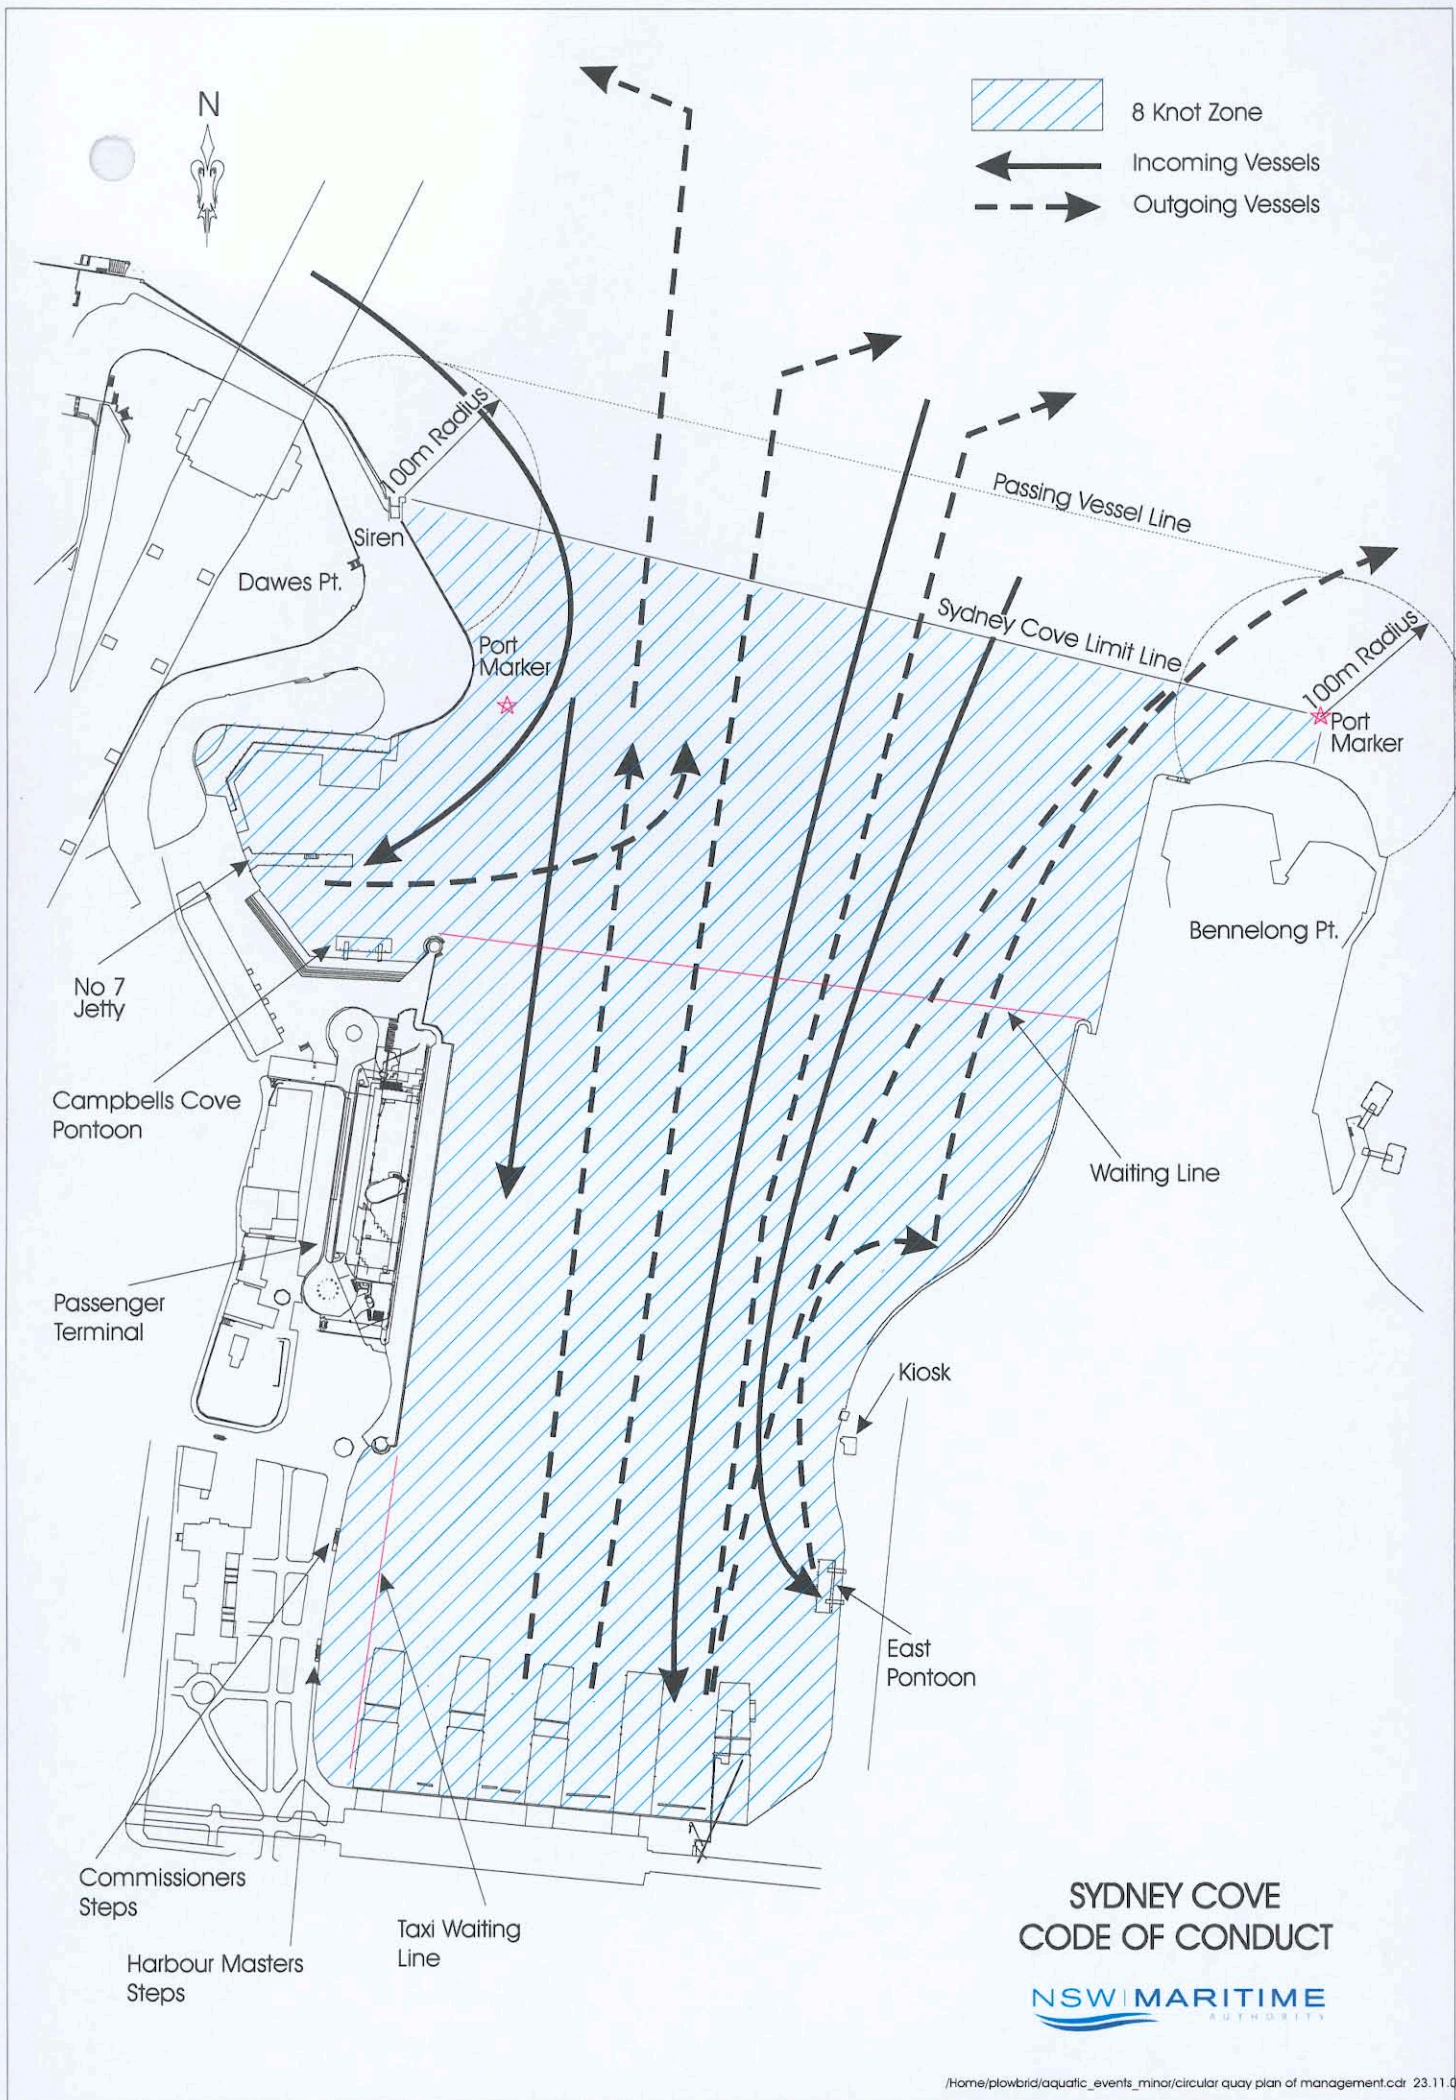 N
8 Knot Zone
Incoming Vessels
Outgoing Vessels
100m Radius
Passing Vessel Line
Siren
Dawes Pt.
Sydney Cove Limit Line
100m Radius
Port
Marker
Port
Marker
Bennelong Pt.
No 7
Jetty
Campbells Cove
Pontoon
Waiting Line
Passenger
Terminal
Kiosk
East
Pontoon
Commissioners
Steps
Taxi Waiting
Line
Harbour Masters
Steps
SYDNEY COVE
CODE OF CONDUCT
NSW MARITIME
AUTHORITY
/Home/plowbrid/aquatic_events_minor/circular quay plan of management.cdr 23.11.0